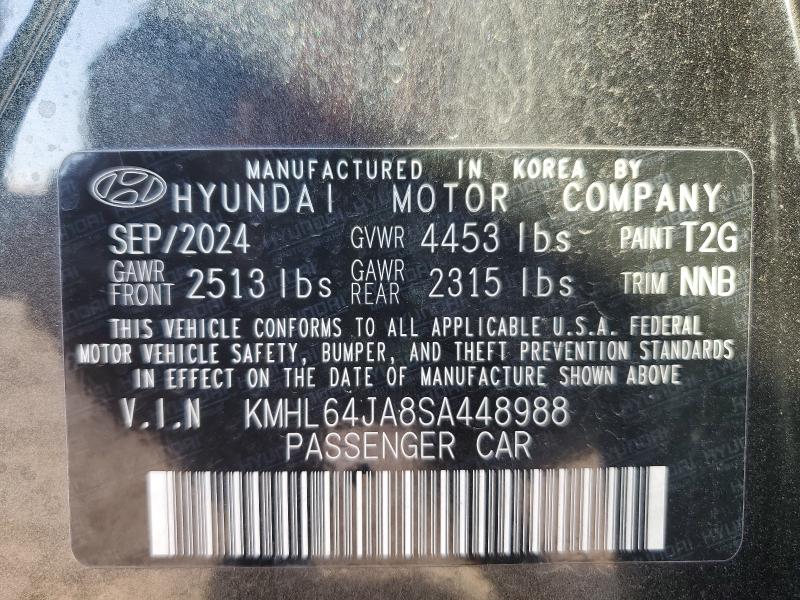 MANUFACTURED IN KOREA BY
HYUNDAI MOTOR COMPANY
SEP/2024 GVWR 4453 lbs PAINT T2G
GAWR FRONT 2513 lbs GAWR REAR 2315 lbs TRIM NNB
THIS VEHICLE CONFORMS TO ALL APPLICABLE U.S.A. FEDERAL
MOTOR VEHICLE SAFETY, BUMPER, AND THEFT PREVENTION STANDARDS
IN EFFECT ON THE DATE OF MANUFACTURE SHOWN ABOVE
V.I.N KMHL64JA8SA448988
PASSENGER CAR